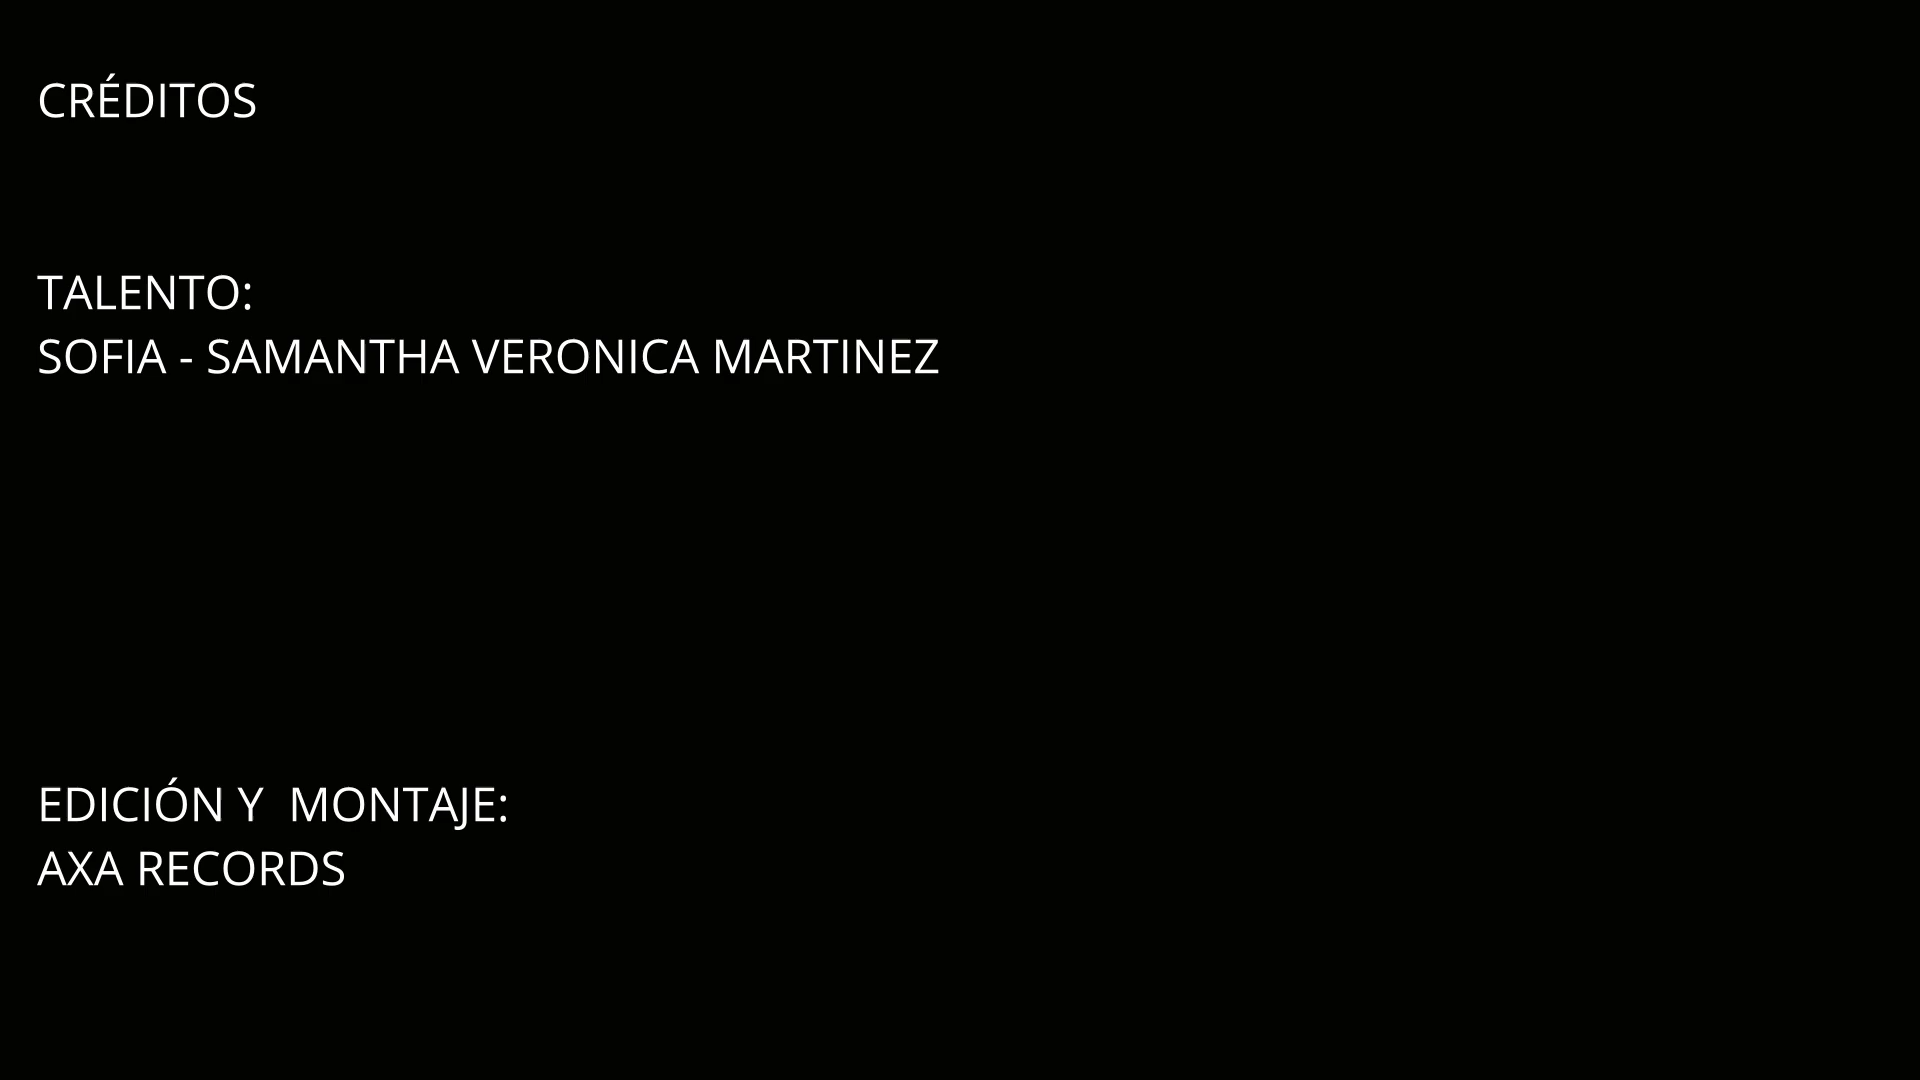 CRÉDITOS
TALENTO:
SOFIA - SAMANTHA VERONICA MARTINEZ
EDICIÓN Y  MONTAJE:
AXA RECORDS